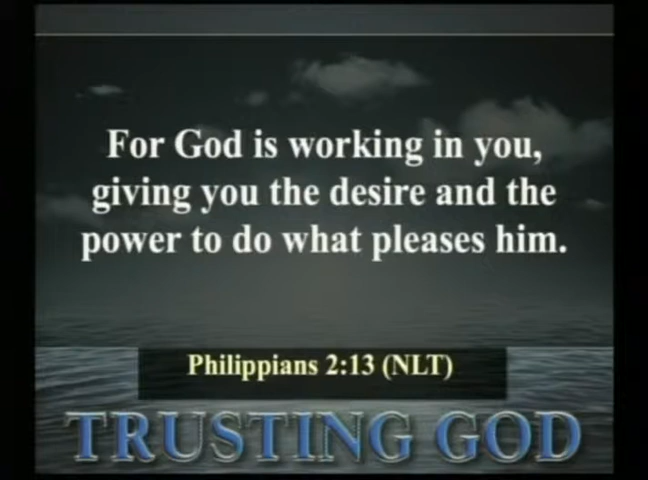 For God is working in you,
giving you the desire and the
power to do what pleases him.
Philippians 2:13 (NLT)
TRUSTING GOD